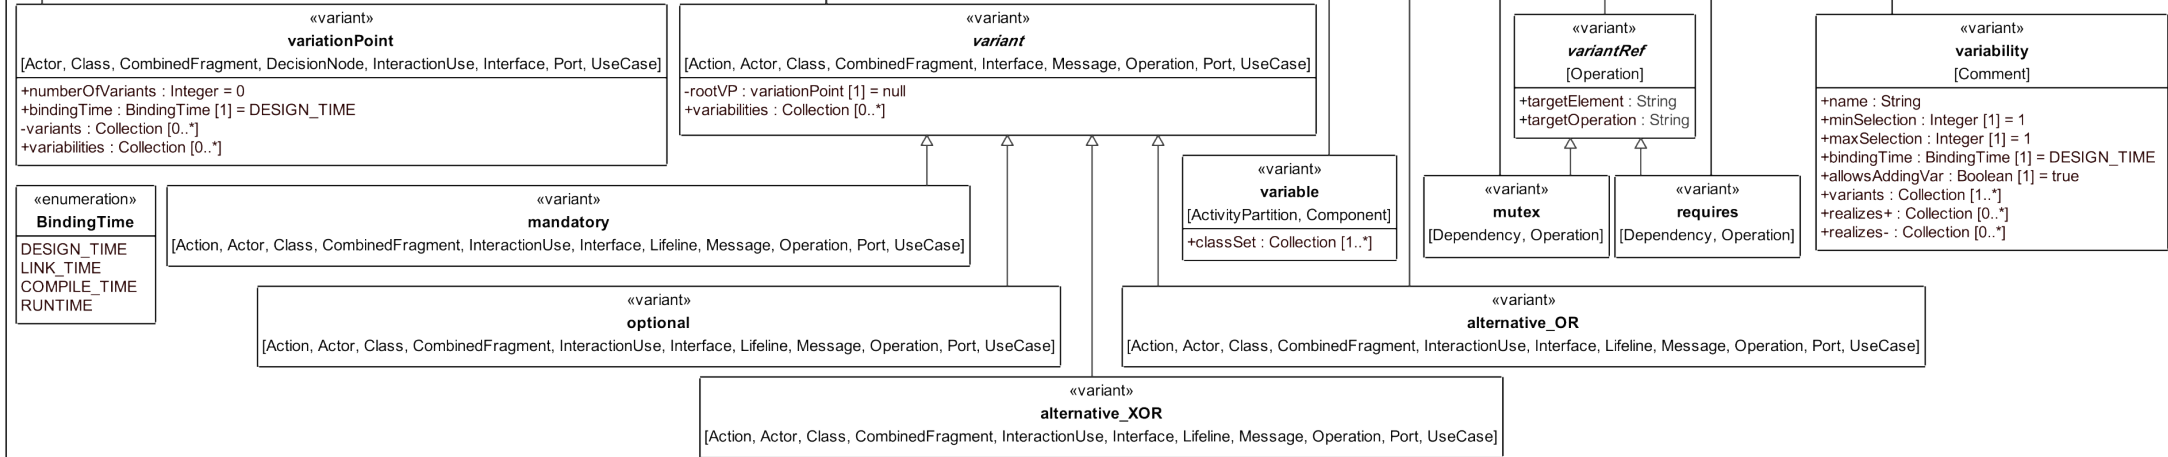 «variant»
variationPoint
[Actor, Class, CombinedFragment, DecisionNode, InteractionUse, Interface, Port, UseCase]
+numberOfVariants : Integer = 0
+bindingTime : BindingTime [1] = DESIGN_TIME
-variants : Collection [0..*]
+variabilities : Collection [0..*]
«variant»
variant
[Action, Actor, Class, CombinedFragment, Interface, Message, Operation, Port, UseCase]
-rootVP : variationPoint [1] = null
+variabilities : Collection [0..*]
«variant»
variantRef
[Operation]
+targetElement : String
+targetOperation : String
«variant»
variability
[Comment]
+name : String
+minSelection : Integer [1] = 1
+maxSelection : Integer [1] = 1
+bindingTime : BindingTime [1] = DESIGN_TIME
+allowsAddingVar : Boolean [1] = true
+variants : Collection [1..*]
+realizes+ : Collection [0..*]
+realizes- : Collection [0..*]
«enumeration»
BindingTime
DESIGN_TIME
LINK_TIME
COMPILE_TIME
RUNTIME
«variant»
mandatory
[Action, Actor, Class, CombinedFragment, InteractionUse, Interface, Lifeline, Message, Operation, Port, UseCase]
«variant»
variable
[ActivityPartition, Component]
+classSet : Collection [1..*]
«variant»
mutex
[Dependency, Operation]
«variant»
requires
[Dependency, Operation]
«variant»
optional
[Action, Actor, Class, CombinedFragment, InteractionUse, Interface, Lifeline, Message, Operation, Port, UseCase]
«variant»
alternative_OR
[Action, Actor, Class, CombinedFragment, InteractionUse, Interface, Lifeline, Message, Operation, Port, UseCase]
«variant»
alternative_XOR
[Action, Actor, Class, CombinedFragment, InteractionUse, Interface, Lifeline, Message, Operation, Port, UseCase]